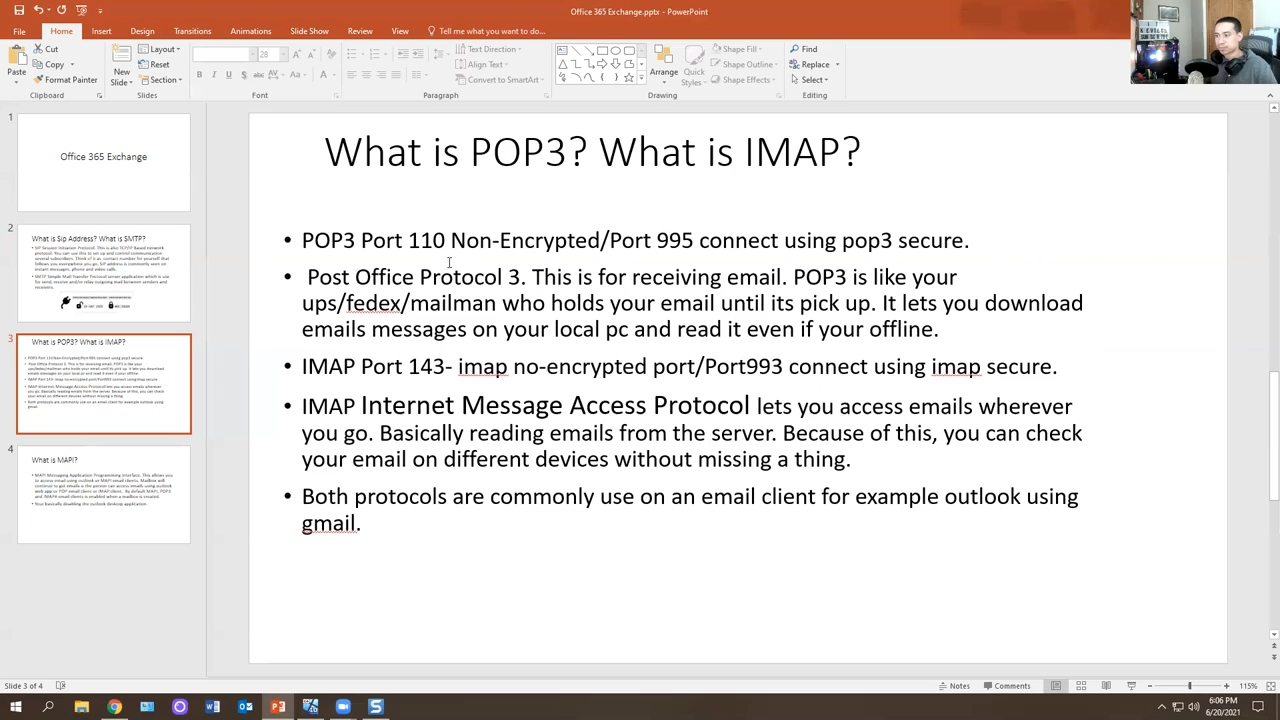 Office 365 Exchange.pptx - PowerPoint
File Home Insert Design Transitions Animations Slide Show Review View Tell me what you want to do...
Cut
Copy
Format Painter
Paste
Clipboard
New
Slide
Layout
Reset
Section
Slides
28
Font
Text Direction
Align Text
Convert to SmartArt
Paragraph
Arrange
Quick
Styles
Shape Fill
Shape Outline
Shape Effects
Drawing
Find
Replace
Select
Editing
1
Office 365 Exchange
2
What is Sip Address? What is SMTP?
3
What is POP3? What is IMAP?
4
What is MAPI?
What is POP3? What is IMAP?
• POP3 Port 110 Non-Encrypted/Port 995 connect using pop3 secure.
• Post Office Protocol 3. This is for receiving email. POP3 is like your
ups/fedex/mailman who holds your email until its pick up. It lets you download
emails messages on your local pc and read it even if your offline.
• IMAP Port 143- imap no-encrypted port/Port993 connect using imap secure.
• IMAP Internet Message Access Protocol lets you access emails wherever
you go. Basically reading emails from the server. Because of this, you can check
your email on different devices without missing a thing.
• Both protocols are commonly use on an email client for example outlook using
gmail.
Slide 3 of 4
Notes
Comments
115%
6:06 PM
6/20/2021